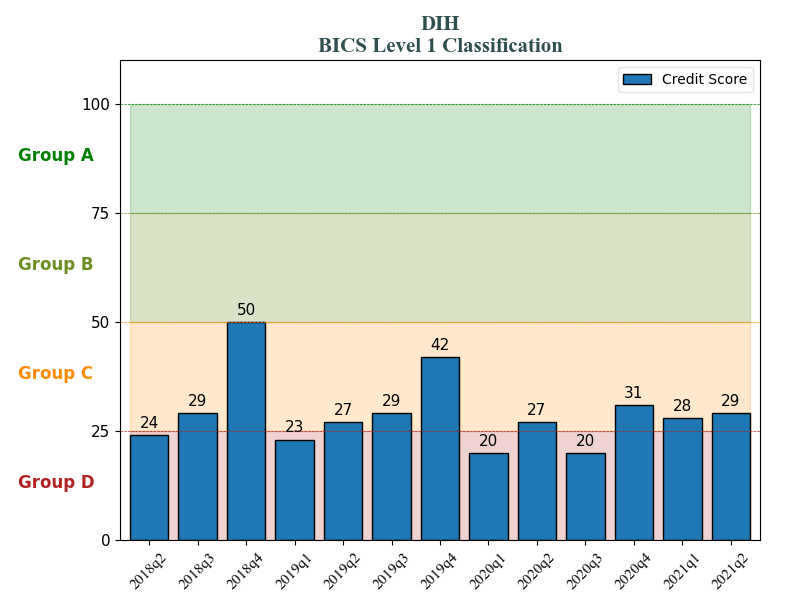 DIH
BICS Level 1 Classification
Credit Score
100
Group A
75
Group B
50
50
42
Group C
24
29
23
27
29
20
27
20
31
28
29
25
Group D
0
2018q2
2018q3
2018q4
2019q1
2019q2
2019q3
2019q4
2020q1
2020q2
2020q3
2020q4
2021q1
2021q2